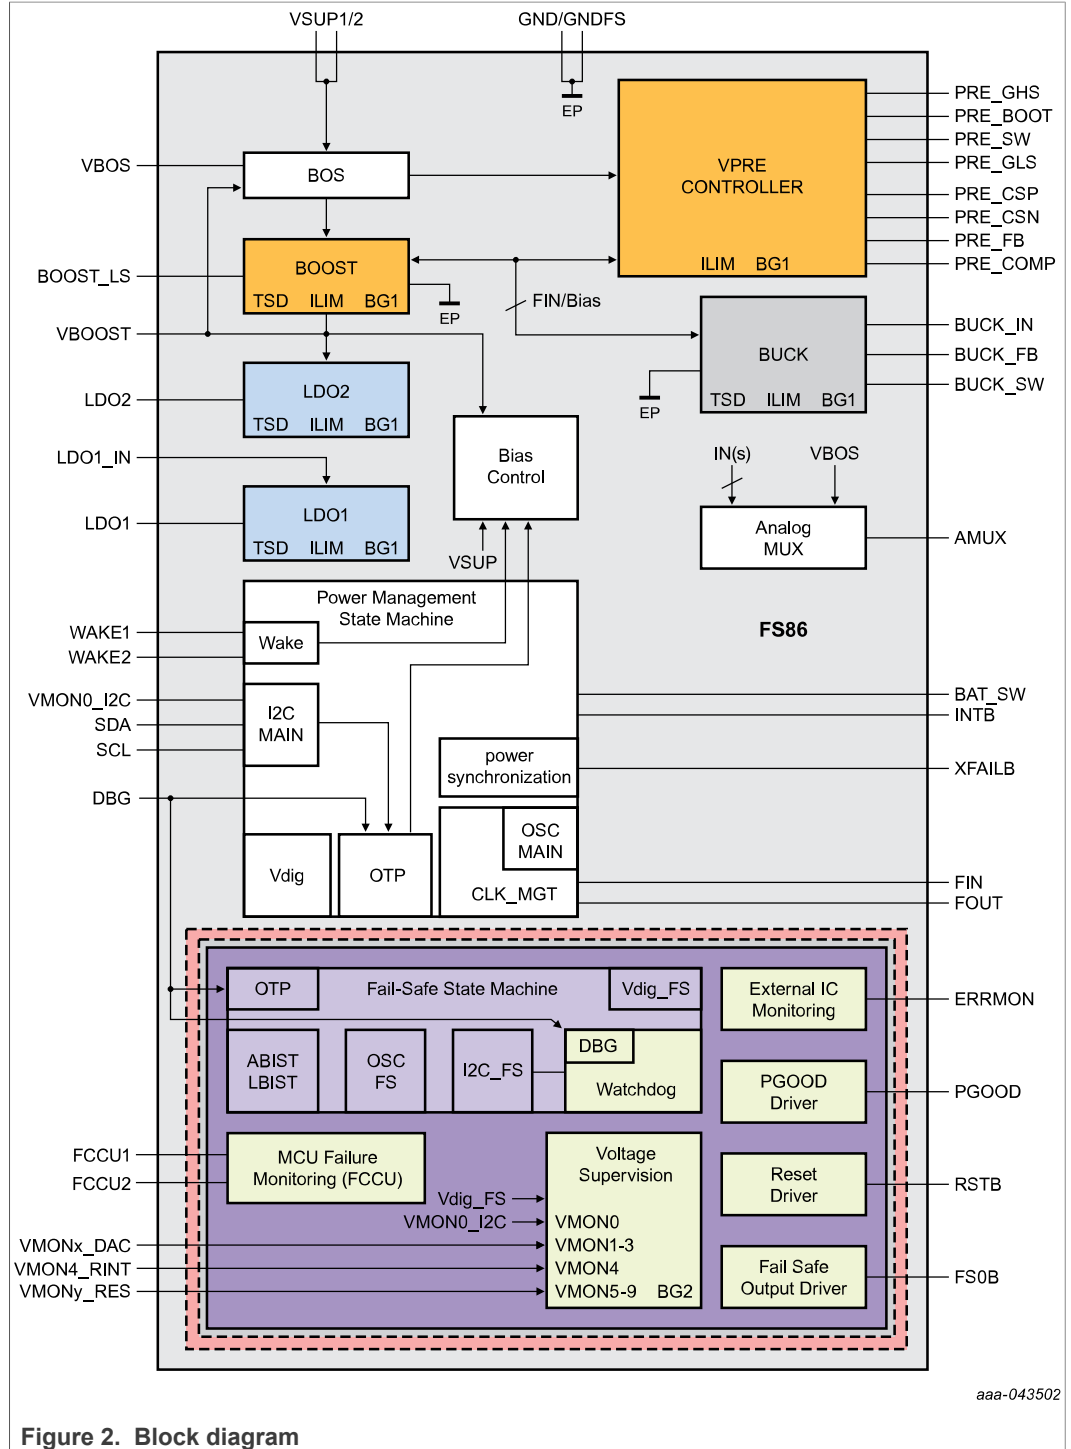 VSUP1/2
GND/GNDFS
EP
VBOS
BOS
VPRE
CONTROLLER
ILIM BG1
PRE_GHS
PRE_BOOT
PRE_SW
PRE_GLS
PRE_CSP
PRE_CSN
PRE_FB
PRE_COMP
BOOST_LS
BOOST
TSD ILIM BG1
EP
FIN/Bias
VBOOST
BUCK
TSD ILIM BG1
EP
BUCK_IN
BUCK_FB
BUCK_SW
LDO2
LDO2
TSD ILIM BG1
LDO1_IN
LDO1
LDO1
TSD ILIM BG1
Bias
Control
VSUP
IN(s)
VBOS
Analog
MUX
AMUX
FS86
Power Management
State Machine
WAKE1
WAKE2
Wake
VMON0_I2C
SDA
SCL
I2C
MAIN
DBG
BAT_SW
INTB
power
synchronization
XFAILB
OSC
MAIN
CLK_MGT
Vdig
OTP
FIN
FOUT
OTP
Fail-Safe State Machine
Vdig_FS
External IC
Monitoring
ERRMON
ABIST
LBIST
OSC
FS
I2C_FS
DBG
Watchdog
PGOOD
Driver
PGOOD
FCCU1
FCCU2
MCU Failure
Monitoring (FCCU)
Voltage
Supervision
Reset
Driver
RSTB
Vdig_FS
VMON0_I2C
VMON0
VMONx_DAC
VMON1-3
VMON4_RINT
VMON4
VMONy_RES
VMON5-9 BG2
Fail Safe
Output Driver
FS0B
aaa-043502
Figure 2. Block diagram